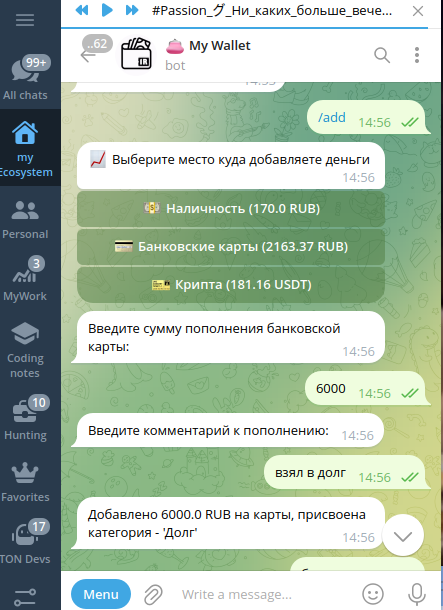 #Passion_グ_Ни_каких_больше_вече...
..62
My Wallet
bot
99+
All chats
my
Ecosystem
Personal
3
MyWork
Coding
notes
10
Hunting
Favorites
17
TON Devs
/add
14:56
Выберите место куда добавляете деньги
14:56
Наличность (170.0 RUB)
Банковские карты (2163.37 RUB)
Крипта (181.16 USDT)
Введите сумму пополнения банковской
карты:
14:56
6000
14:56
Введите комментарий к пополнению:
14:56
взял в долг
14:56
Добавлено 6000.0 RUB на карты, присвоена
категория - 'Долг'
14:56
Menu
Write a message...